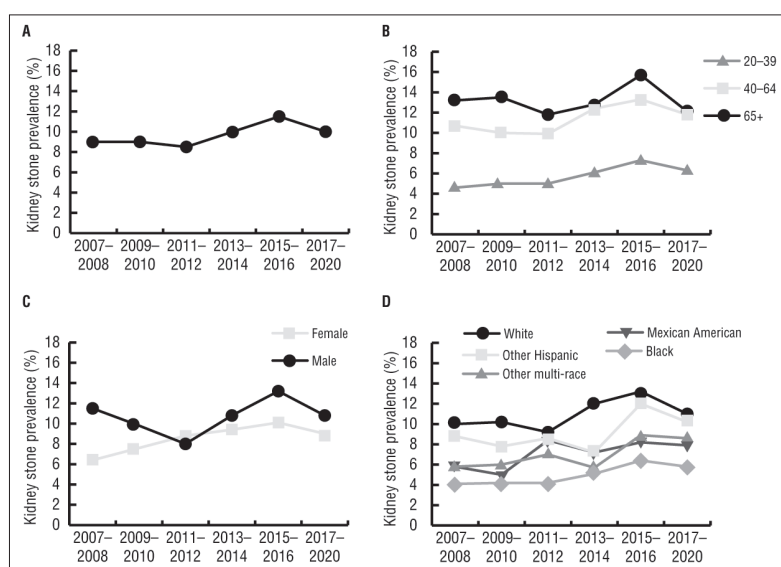 A
Kidney stone prevalence (%)
18
16
14
12
10
8
6
4
2
0
2007– 2009– 2011– 2013– 2015– 2017–
2008 2010 2012 2014 2016 2020
B
Kidney stone prevalence (%)
18
16
14
12
10
8
6
4
2
0
2007– 2009– 2011– 2013– 2015– 2017–
2008 2010 2012 2014 2016 2020
20–39
40–64
65+
C
Kidney stone prevalence (%)
18
16
14
12
10
8
6
4
2
0
2007– 2009– 2011– 2013– 2015– 2017–
2008 2010 2012 2014 2016 2020
Female
Male
D
Kidney stone prevalence (%)
18
16
14
12
10
8
6
4
2
0
2007– 2009– 2011– 2013– 2015– 2017–
2008 2010 2012 2014 2016 2020
White
Other Hispanic
Other multi-race
Mexican American
Black